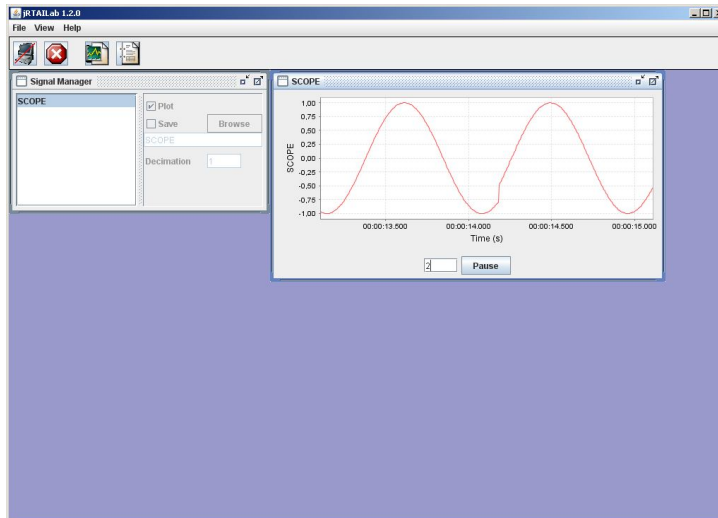 jRTAILab 1.2.0
File View Help
Signal Manager
SCOPE
Plot
Save Browse
SCOPE
Decimation 1
SCOPE
1,00
0,75
0,50
0,25
0,00
-0,25
-0,50
-0,75
-1,00
SCOPE
00:00:13.500 00:00:14.000 00:00:14.500 00:00:15.000
Time (s)
2 Pause